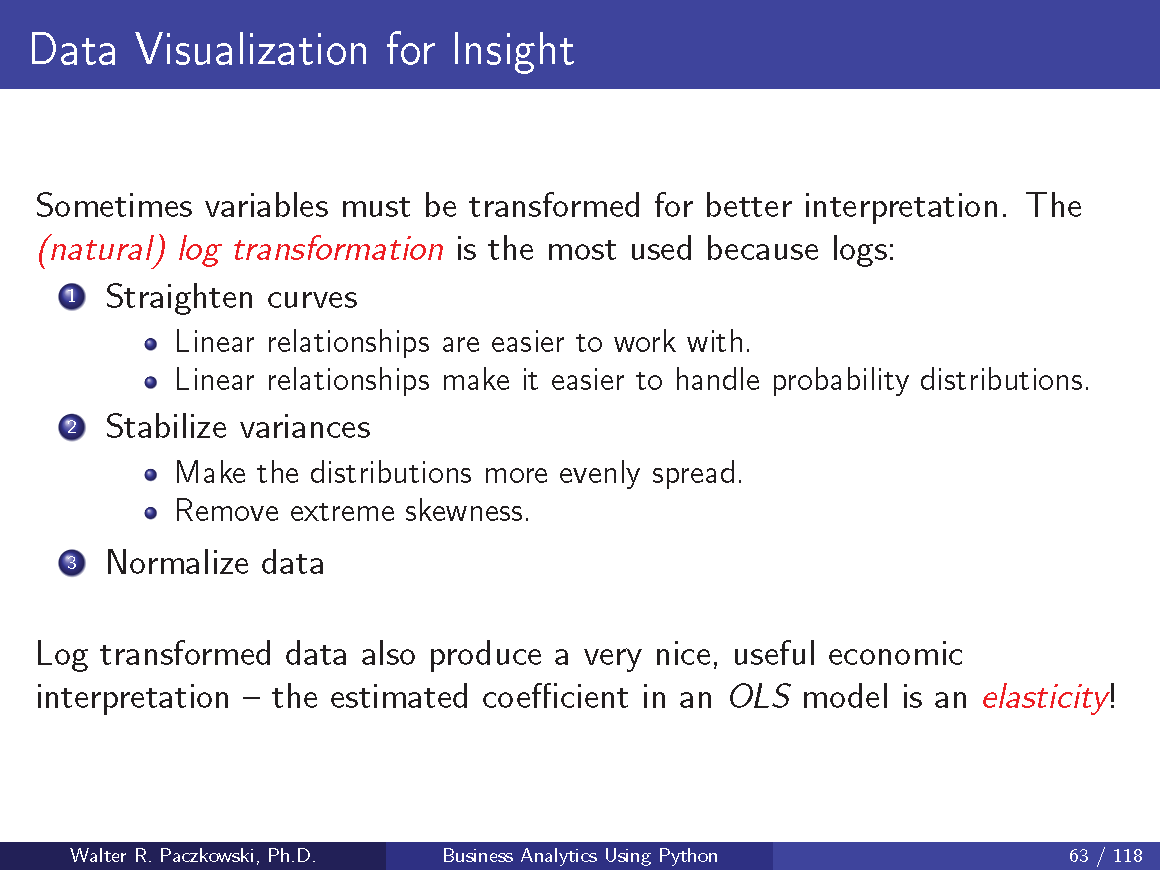 Data Visualization for Insight
Sometimes variables must be transformed for better interpretation. The
(natural) log transformation is the most used because logs:
1 Straighten curves
Linear relationships are easier to work with.
Linear relationships make it easier to handle probability distributions.
2 Stabilize variances
Make the distributions more evenly spread.
Remove extreme skewness.
3 Normalize data
Log transformed data also produce a very nice, useful economic
interpretation – the estimated coefficient in an OLS model is an elasticity!
Walter R. Paczkowski, Ph.D. Business Analytics Using Python 63 / 118